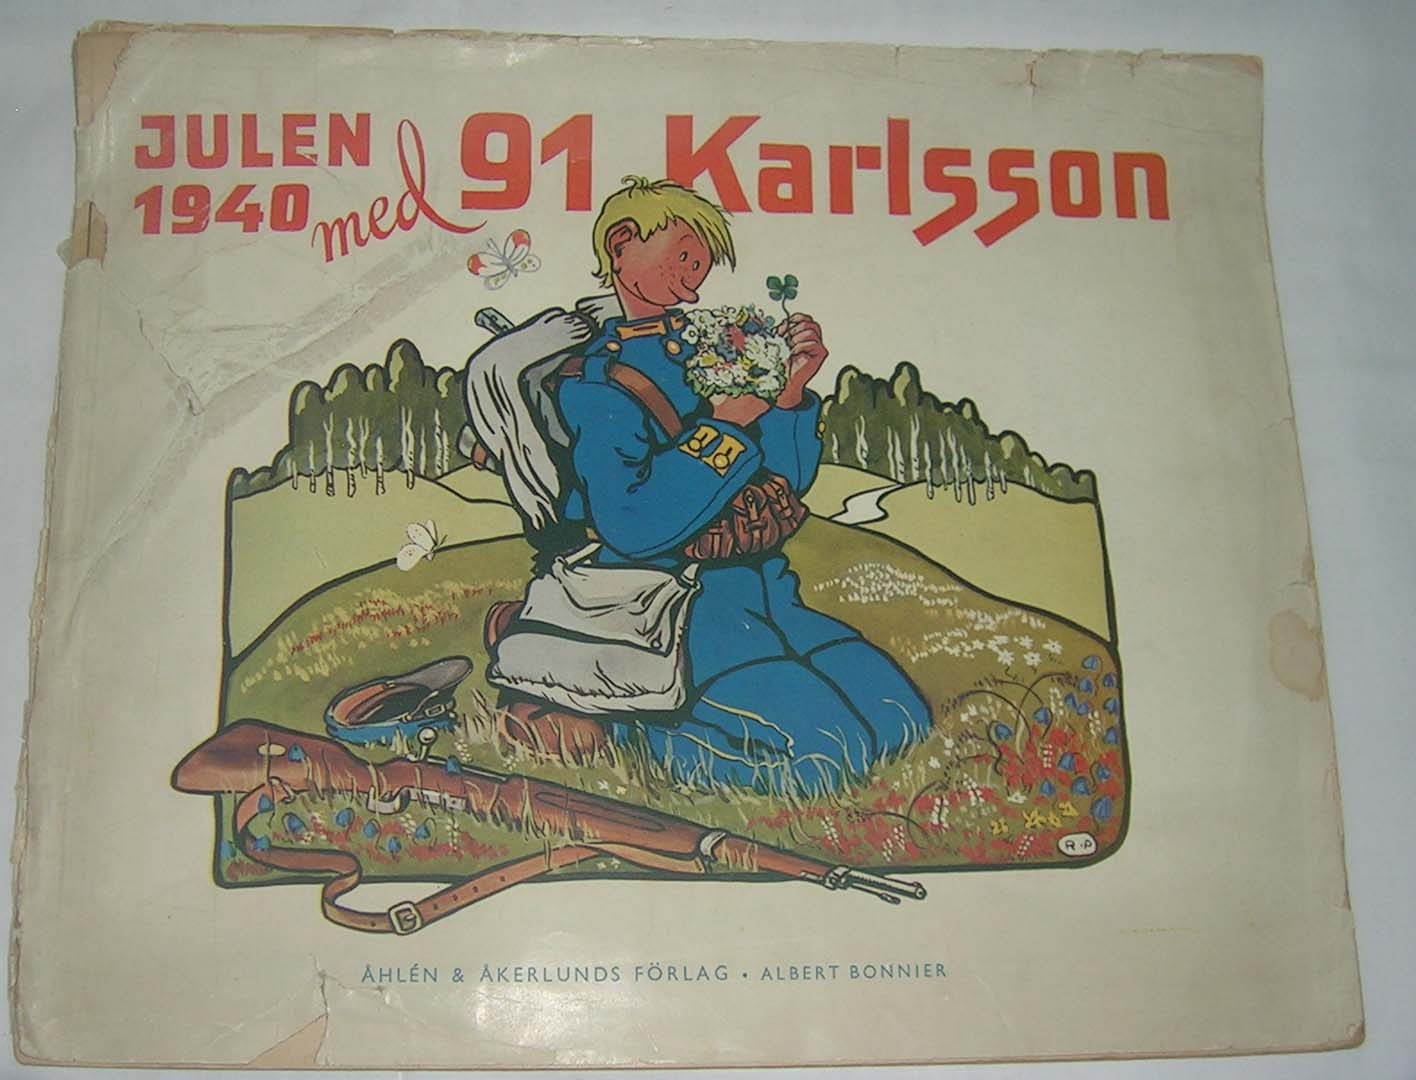 JULEN
1940 med 91 Karlsson
R.P
ÅHLÉN & ÅKERLUNDS FÖRLAG • ALBERT BONNIER